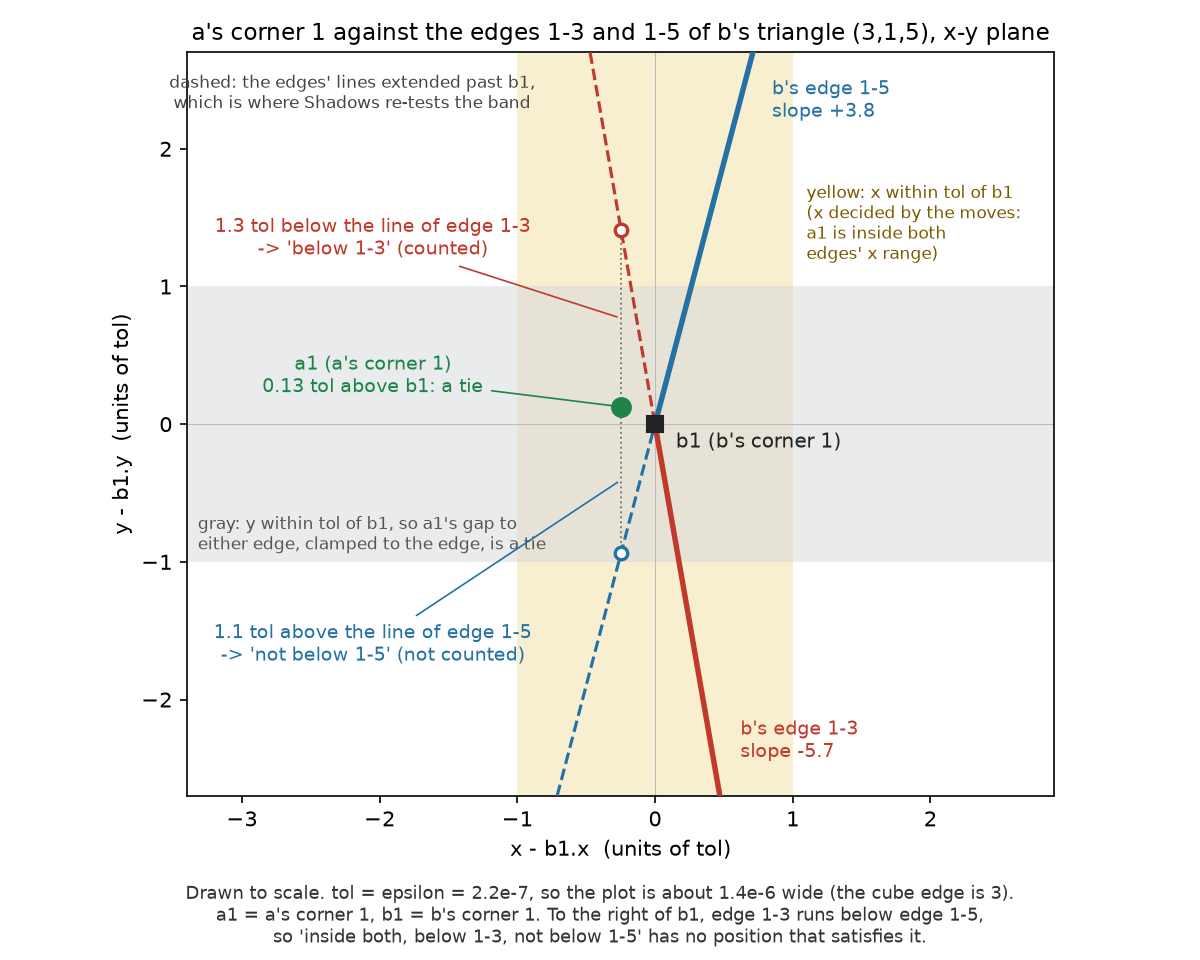 a's corner 1 against the edges 1-3 and 1-5 of b's triangle (3,1,5), x-y plane
dashed: the edges' lines extended past b1,
which is where Shadows re-tests the band
b's edge 1-5
slope +3.8
yellow: x within tol of b1
(x decided by the moves:
a1 is inside both
edges' x range)
1.3 tol below the line of edge 1-3
-> 'below 1-3' (counted)
a1 (a's corner 1)
0.13 tol above b1: a tie
b1 (b's corner 1)
gray: y within tol of b1, so a1's gap to
either edge, clamped to the edge, is a tie
1.1 tol above the line of edge 1-5
-> 'not below 1-5' (not counted)
b's edge 1-3
slope -5.7
2
1
0
−1
−2
y - b1.y (units of tol)
−3
−2
−1
0
1
2
x - b1.x (units of tol)
Drawn to scale. tol = epsilon = 2.2e-7, so the plot is about 1.4e-6 wide (the cube edge is 3).
a1 = a's corner 1, b1 = b's corner 1. To the right of b1, edge 1-3 runs below edge 1-5,
so 'inside both, below 1-3, not below 1-5' has no position that satisfies it.